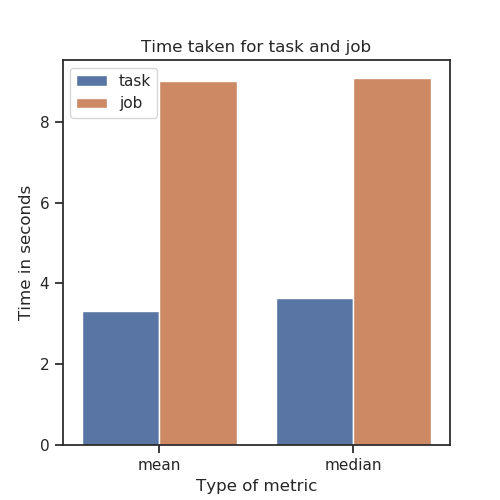 Time taken for task and job
task
job
8
6
4
2
0
Time in seconds
mean median
Type of metric